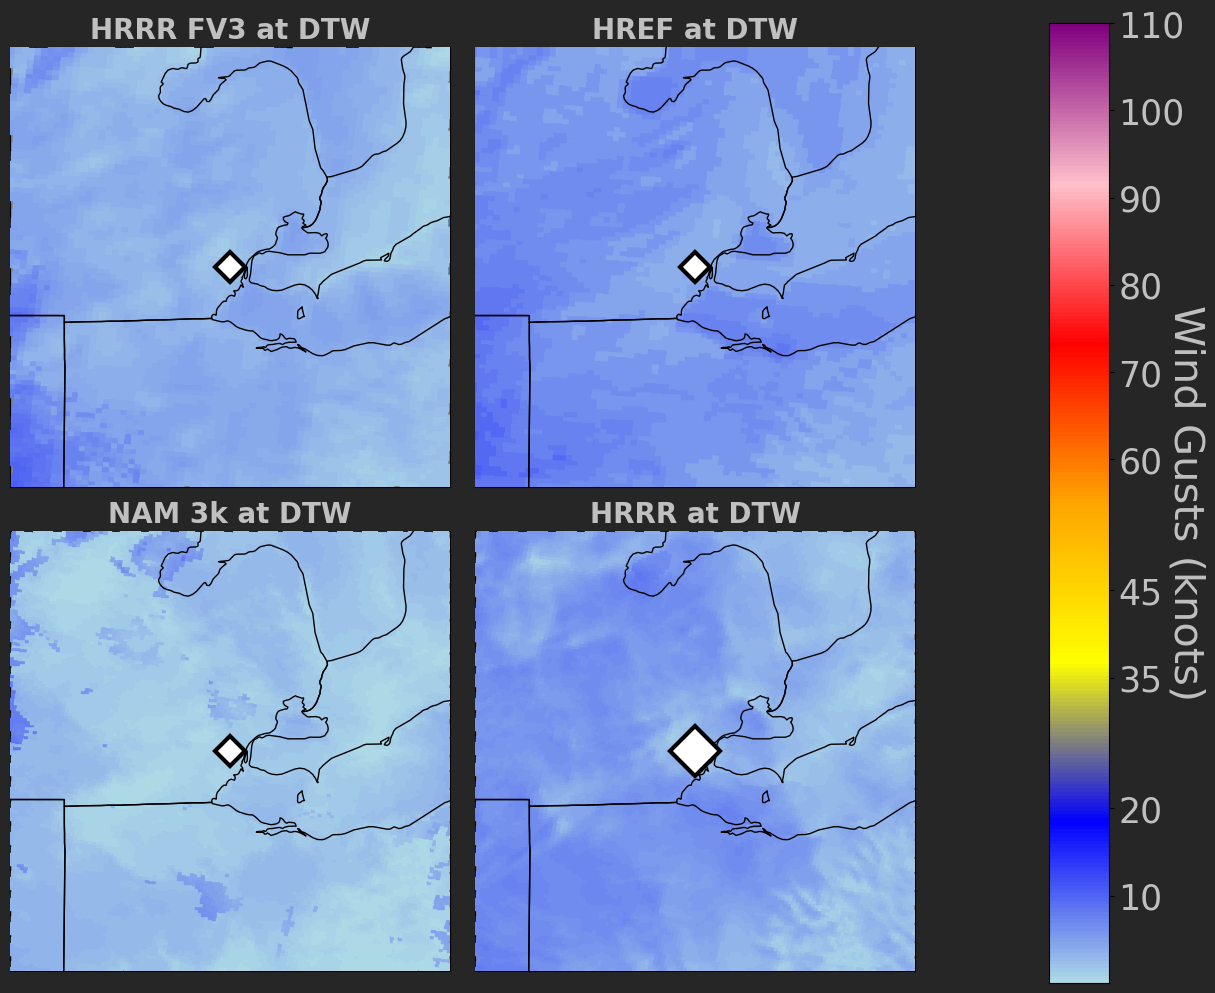 HRRR FV3 at DTW
HREF at DTW
NAM 3k at DTW
HRRR at DTW
110
100
90
80
70
60
45
35
20
10
Wind Gusts (knots)